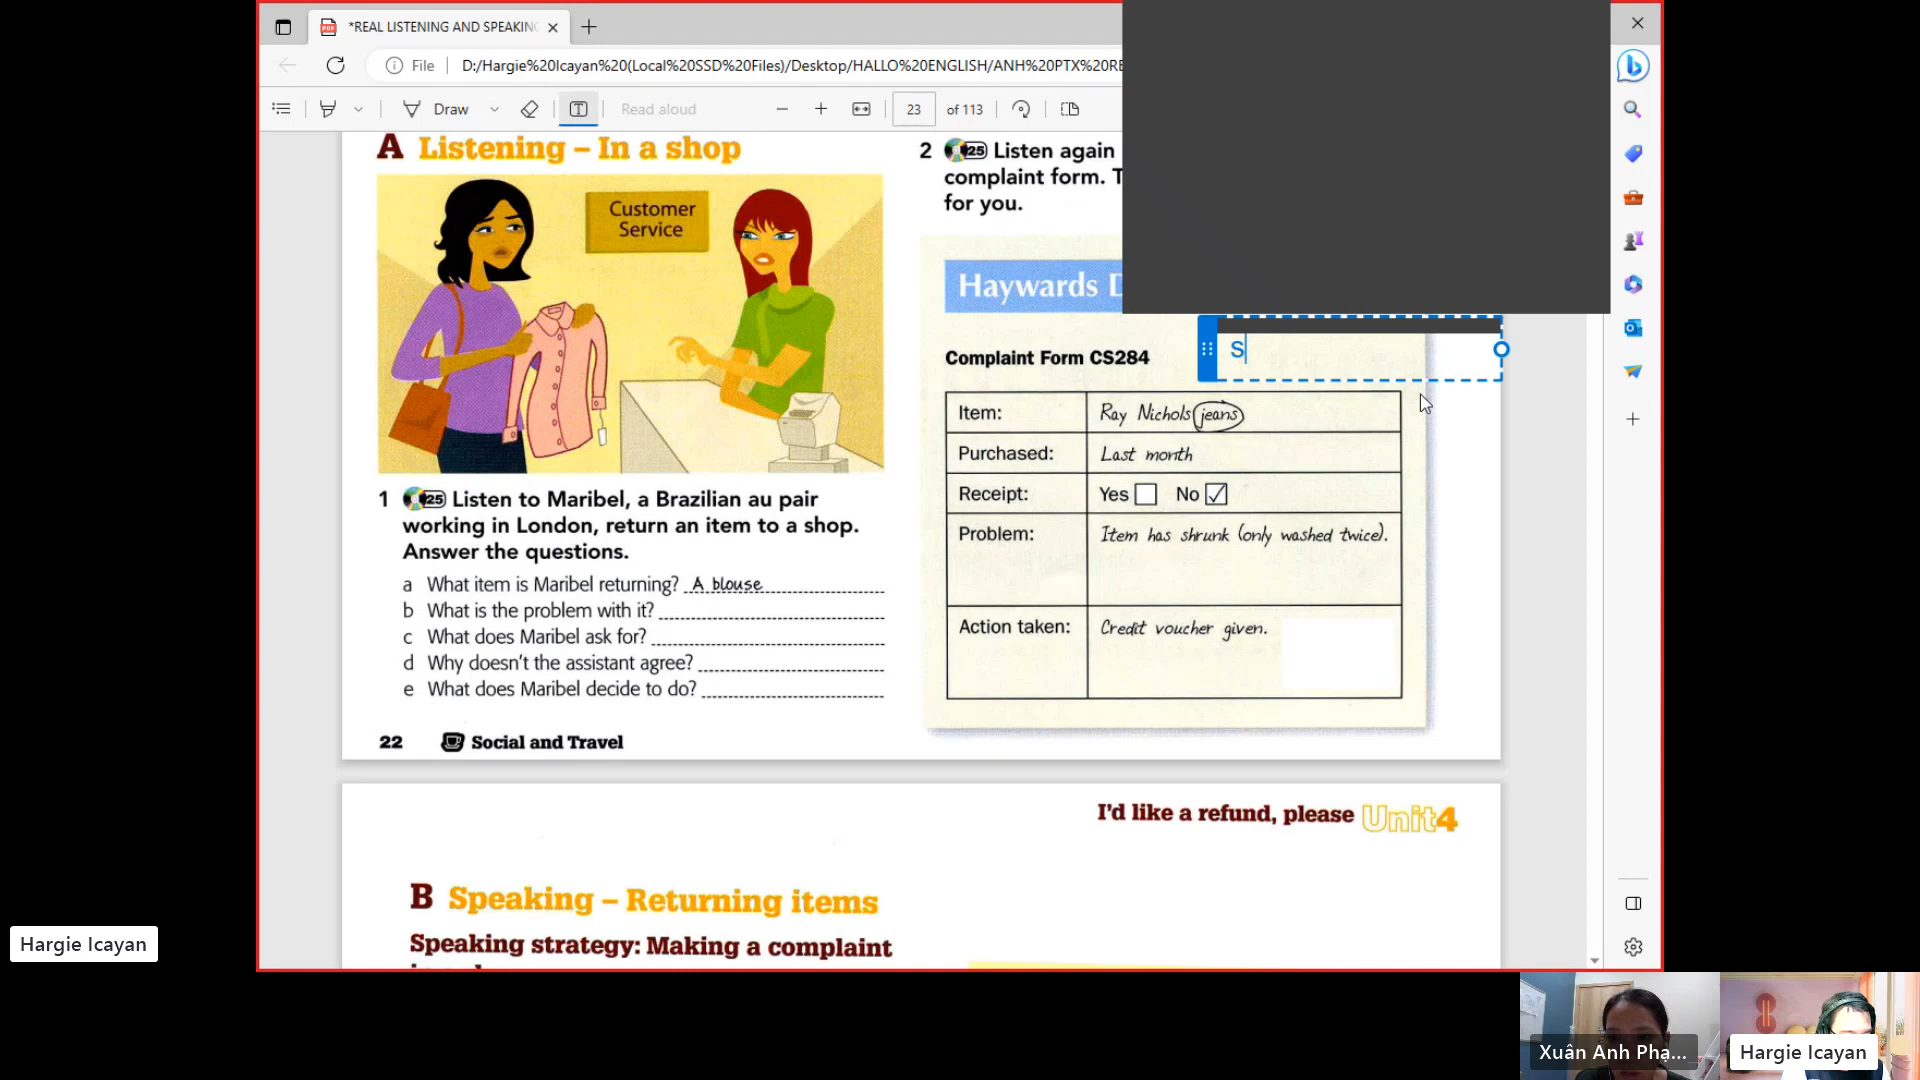 *REAL LISTENING AND SPEAKIN
File
D:/Hargie%20Icayan%20(Local%20SSD%20Files)/Desktop/HALLO%20ENGLISH/ANH%20PTX%20RE
Draw
Read aloud
23 of 113
A Listening – In a shop
Customer
Service
1 25 Listen to Maribel, a Brazilian au pair
working in London, return an item to a shop.
Answer the questions.
a What item is Maribel returning? A blouse
b What is the problem with it?
c What does Maribel ask for?
d Why doesn't the assistant agree?
e What does Maribel decide to do?
22 Social and Travel
2 25 Listen again
complaint form. T
for you.
Haywards D
S
Complaint Form CS284
Item: Ray Nichols jeans
Purchased: Last month
Receipt: Yes No
Problem: Item has shrunk (only washed twice).
Action taken: Credit voucher given.
I'd like a refund, please Unit 4
B Speaking – Returning items
Speaking strategy: Making a complaint
Hargie Icayan
Xuân Anh Phạ...
Hargie Icayan